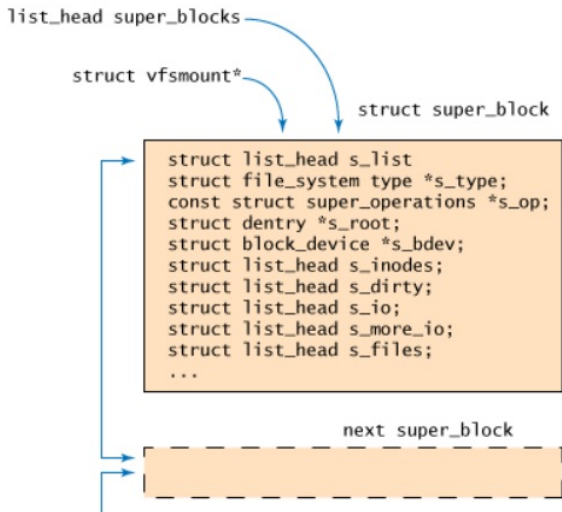 list_head super_blocks
struct vfsmount*
struct super_block
struct list_head s_list
struct file_system type *s_type;
const struct super_operations *s_op;
struct dentry *s_root;
struct block_device *s_bdev;
struct list_head s_inodes;
struct list_head s_dirty;
struct list_head s_io;
struct list_head s_more_io;
struct list_head s_files;
...
next super_block